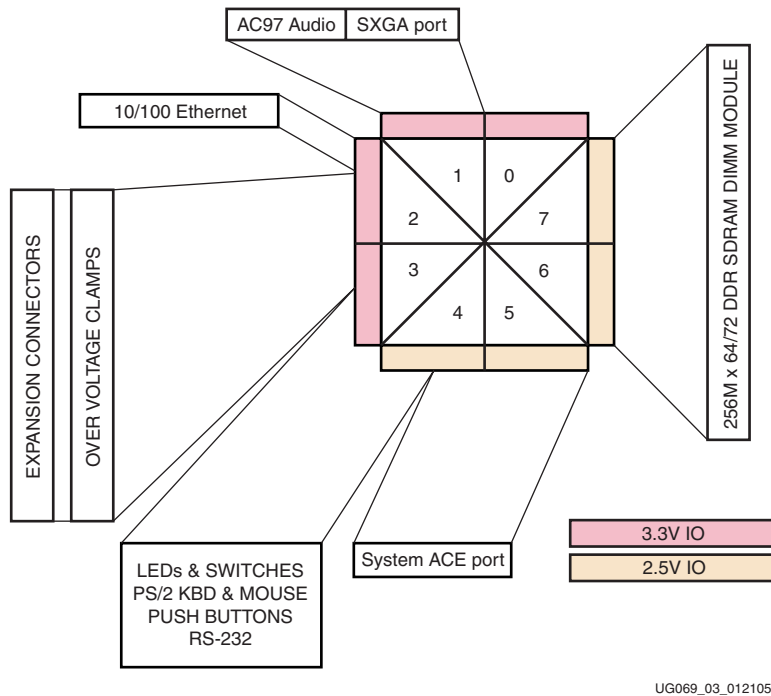 AC97 Audio SXGA port
10/100 Ethernet
EXPANSION CONNECTORS
OVER VOLTAGE CLAMPS
1 0
2 7
3 6
4 5
256M x 64/72 DDR SDRAM DIMM MODULE
LEDs & SWITCHES
PS/2 KBD & MOUSE
PUSH BUTTONS
RS-232
System ACE port
3.3V IO
2.5V IO
UG069_03_012105